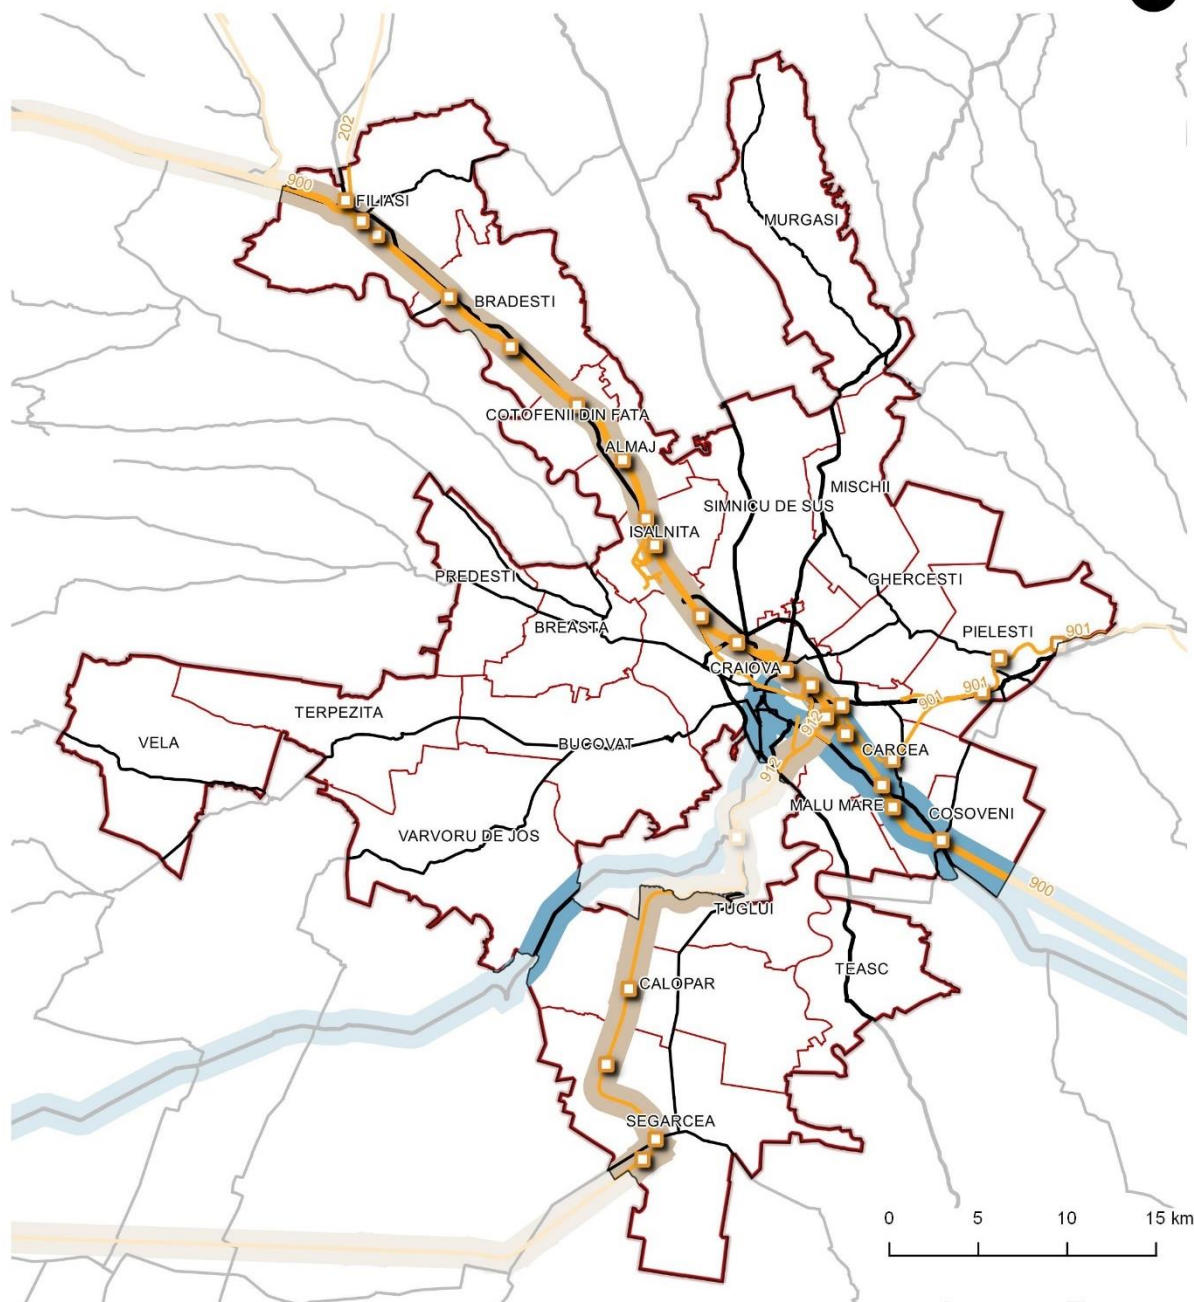 202
900
FILIASI
MURGASI
BRADESTI
COTOFENII DIN FATA
ALMAJ
MISCHII
SIMNICU DE SUS
ISALNITA
PREDESTI
GHERCESTI
BREASTA
PIELESTI
901
CRAIOVA
901
901
TERPEZITA
912
VELA
BUCOVAT
CARCEA
912
MALU MARE
COSOVENI
VARVORU DE JOS
900
TUGLUI
TEASC
CALOPAR
SEGARCEA
0 5 10 15 km